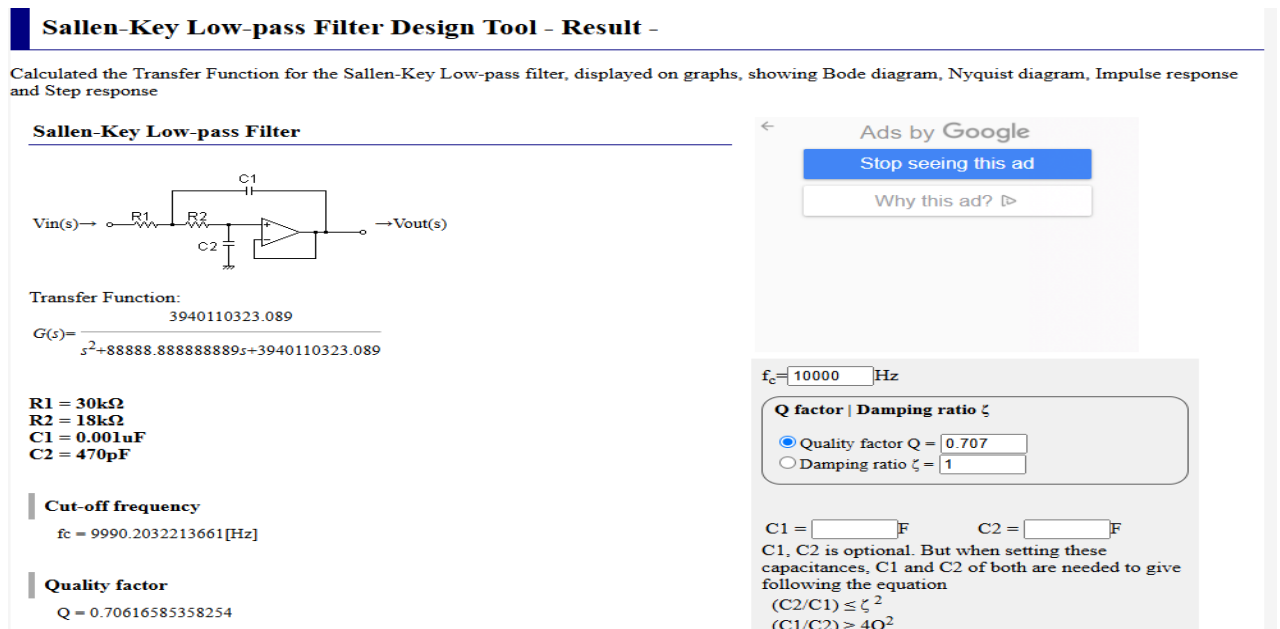 Sallen-Key Low-pass Filter Design Tool - Result -
Calculated the Transfer Function for the Sallen-Key Low-pass filter, displayed on graphs, showing Bode diagram, Nyquist diagram, Impulse response
and Step response
Sallen-Key Low-pass Filter
C1
Vin(s)→
R1
R2
→Vout(s)
C2
+
−
Transfer Function:
3940110323.089
G(s)=
s²+88888.888888889s+3940110323.089
R1 = 30kΩ
R2 = 18kΩ
C1 = 0.001uF
C2 = 470pF
Cut-off frequency
fc = 9990.2032213661[Hz]
Quality factor
Q = 0.70616585358254
Ads by Google
Stop seeing this ad
Why this ad?
fc= 10000 Hz
Q factor | Damping ratio ζ
Quality factor Q = 0.707
Damping ratio ζ = 1
C1 = F C2 = F
C1, C2 is optional. But when setting these
capacitances, C1 and C2 of both are needed to give
following the equation
(C2/C1) ≤ ζ²
(C1/C2) ≥ 4Q²